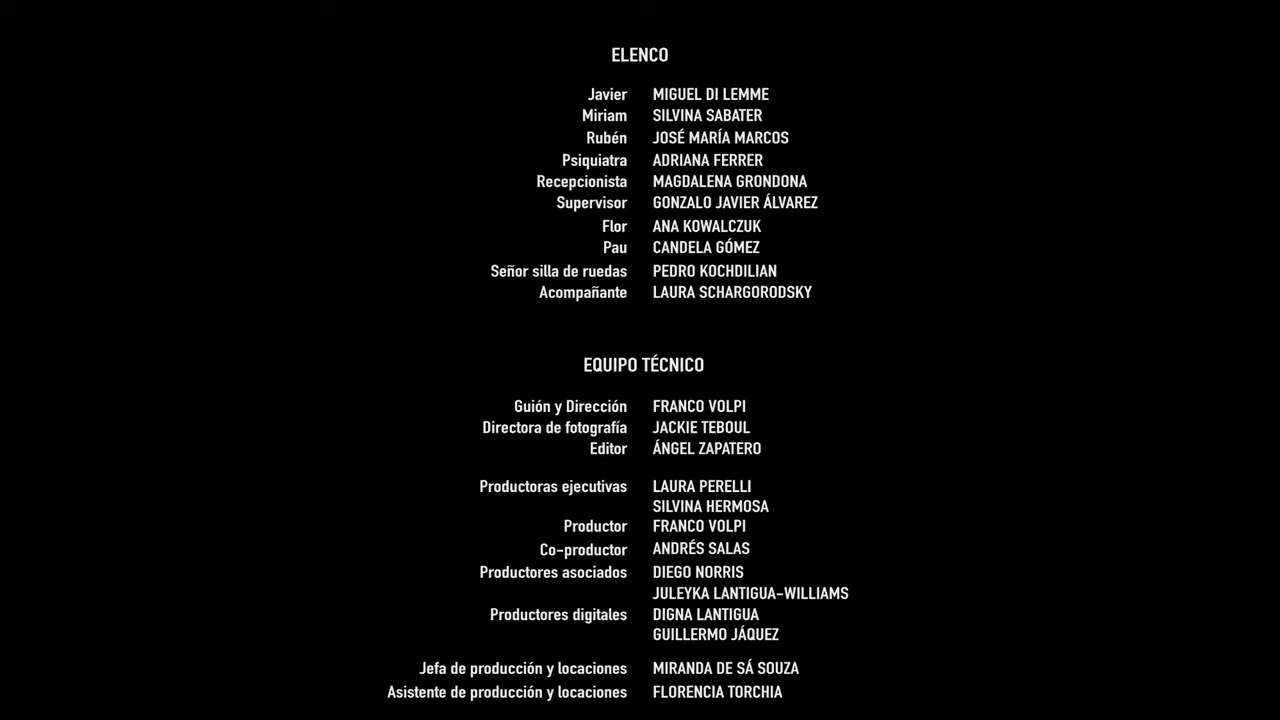 ELENCO
Javier MIGUEL DI LEMME
Miriam SILVINA SABATER
Rubén JOSÉ MARÍA MARCOS
Psiquiatra ADRIANA FERRER
Recepcionista MAGDALENA GRONDONA
Supervisor GONZALO JAVIER ÁLVAREZ
Flor ANA KOWALCZUK
Pau CANDELA GÓMEZ
Señor silla de ruedas PEDRO KOCHDILIAN
Acompañante LAURA SCHARGORODSKY
EQUIPO TÉCNICO
Guión y Dirección FRANCO VOLPI
Directora de fotografía JACKIE TEBOUL
Editor ÁNGEL ZAPATERO
Productoras ejecutivas LAURA PERELLI
SILVINA HERMOSA
Productor FRANCO VOLPI
Co-productor ANDRÉS SALAS
Productores asociados DIEGO NORRIS
JULEYKA LANTIGUA-WILLIAMS
Productores digitales DIGNA LANTIGUA
GUILLERMO JÁQUEZ
Jefa de producción y locaciones MIRANDA DE SÁ SOUZA
Asistente de producción y locaciones FLORENCIA TORCHIA